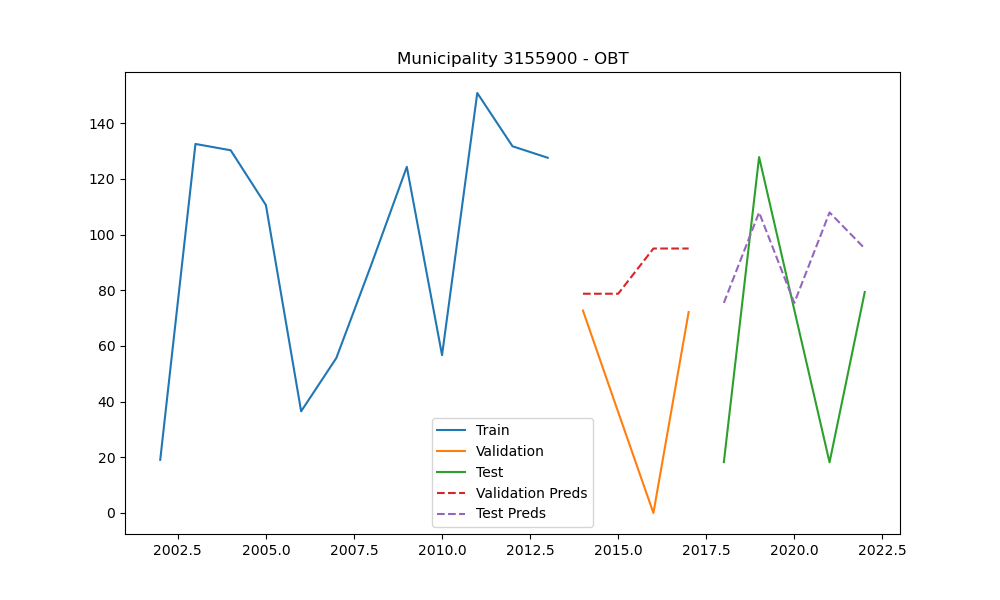 Municipality 3155900 - OBT
140
120
100
80
60
40
20
0
Train
Validation
Test
Validation Preds
Test Preds
2002.5 2005.0 2007.5 2010.0 2012.5 2015.0 2017.5 2020.0 2022.5